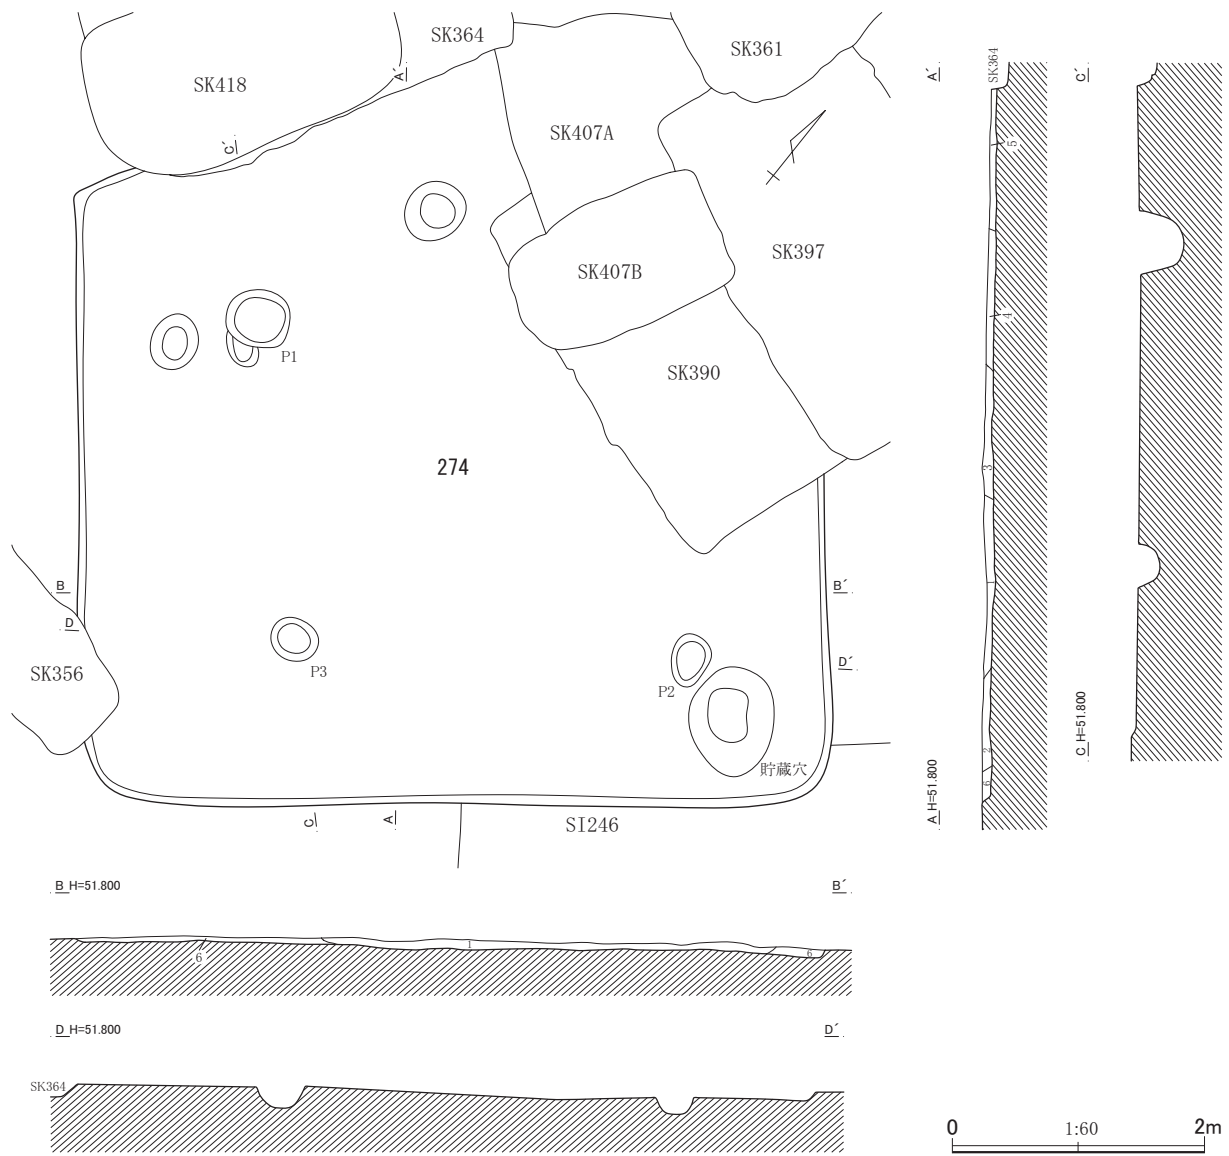 SK364
SK361
SK418
A´
SK407A
C´
SK397
SK407B
P1
SK390
274
B
B´
D
D´
SK356
P3
P2
貯蔵穴
C
A
SI246
A´
SK364
5
4
3
2
6
A H=51.800
C´
C H=51.800
B H=51.800
B´
6
1
6
D H=51.800
D´
SK364
0
1:60
2m